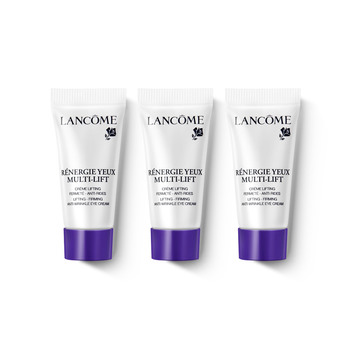 LANCÔME
RÉNERGIE YEUX
MULTI-LIFT
CRÈME LIFTING
FERMETÉ - ANTI-RIDES
LIFTING - FIRMING
ANTI-WRINKLE EYE CREAM
LANCÔME
RÉNERGIE YEUX
MULTI-LIFT
CRÈME LIFTING
FERMETÉ - ANTI-RIDES
LIFTING - FIRMING
ANTI-WRINKLE EYE CREAM
LANCÔME
RÉNERGIE YEUX
MULTI-LIFT
CRÈME LIFTING
FERMETÉ - ANTI-RIDES
LIFTING - FIRMING
ANTI-WRINKLE EYE CREAM